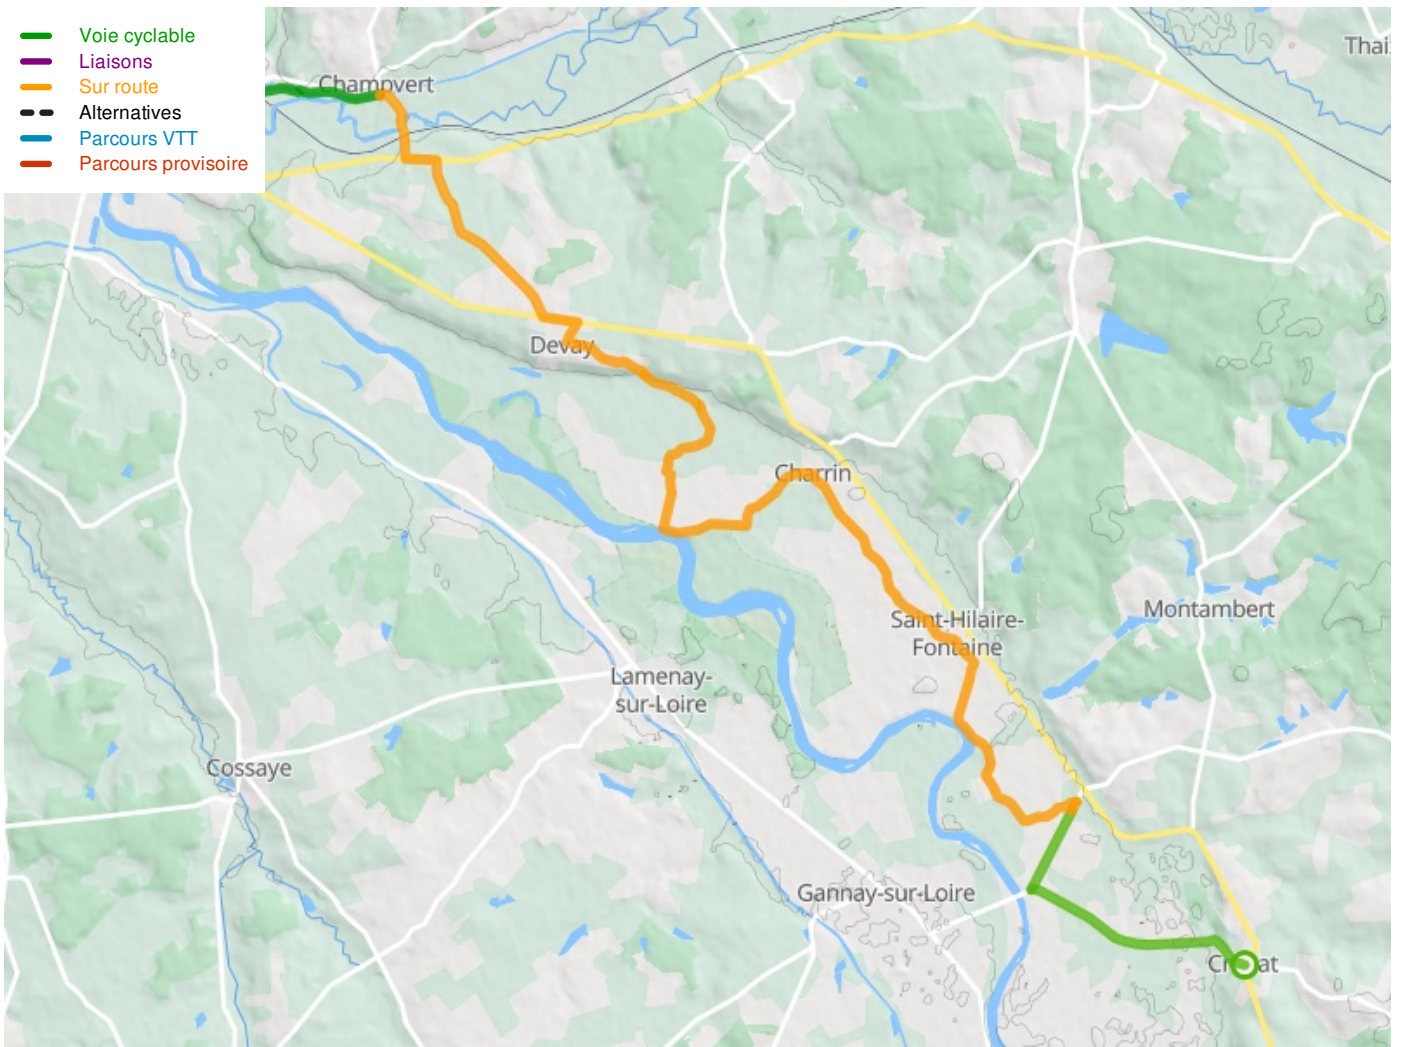 Voie cyclable
Liaisons
Sur route
Alternatives
Parcours VTT
Parcours provisoire
Champvert
Devay
Charrin
Saint-Hilaire-
Fontaine
Montambert
Lamenay-
sur-Loire
Cossaye
Gannay-sur-Loire